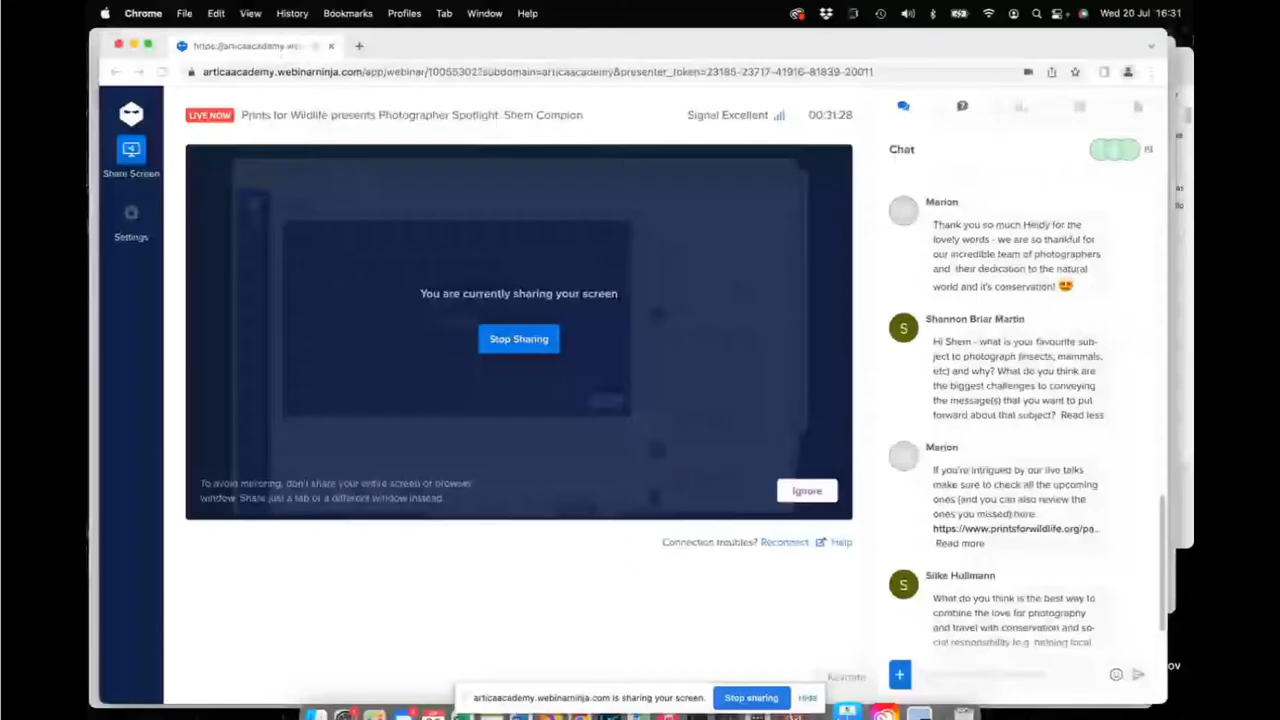 Chrome File Edit View History Bookmarks Profiles Tab Window Help Wed 20 Jul 16:31
https://articaacademy.we
articaacademy.webinarninja.com/app/webinar/10055302?subdomain=articaacademy&presenter_token=23185-23717-41916-81839-20011
LIVE NOW Prints for Wildlife presents Photographer Spotlight: Shem Compion Signal Excellent 00:31:28
Share Screen
Settings
You are currently sharing your screen
Stop Sharing
To avoid mirroring, don't share your entire screen or browser
window. Share just a tab or a different window instead.
Ignore
Connection troubles? Reconnect Help
Chat
Marion
Thank you so much Heidy for the
lovely words - we are so thankful for
our incredible team of photographers
and their dedication to the natural
world and it's conservation! 🤩
Shannon Briar Martin
Hi Shem - what is your favourite sub-
ject to photograph (insects, mammals,
etc) and why? What do you think are
the biggest challenges to conveying
the message(s) that you want to put
forward about that subject? Read less
Marion
If you're intrigued by our live talks
make sure to check all the upcoming
ones (and you can also review the
ones you missed) here:
https://www.printsforwildlife.org/pa...
Read more
S
Silke Hullmann
What do you think is the best way to
combine the love for photography
and travel with conservation and so-
cial responsibility (e.g. helping local
Keynote
articaacademy.webinarninja.com is sharing your screen. Stop sharing Hide